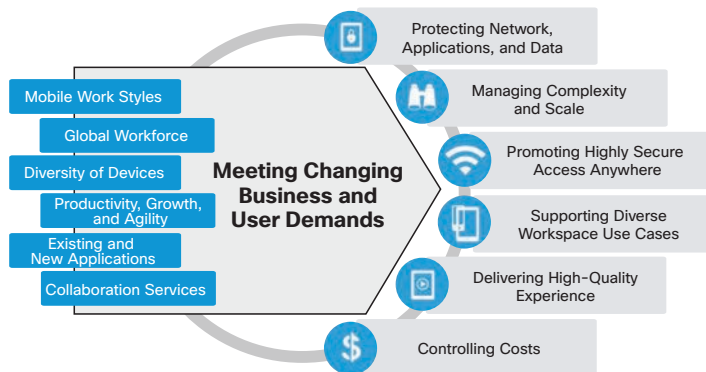 Mobile Work Styles
Global Workforce
Diversity of Devices
Productivity, Growth,
and Agility
Existing and
New Applications
Collaboration Services
Meeting Changing
Business and
User Demands
Protecting Network,
Applications, and Data
Managing Complexity
and Scale
Promoting Highly Secure
Access Anywhere
Supporting Diverse
Workspace Use Cases
Delivering High-Quality
Experience
$
Controlling Costs